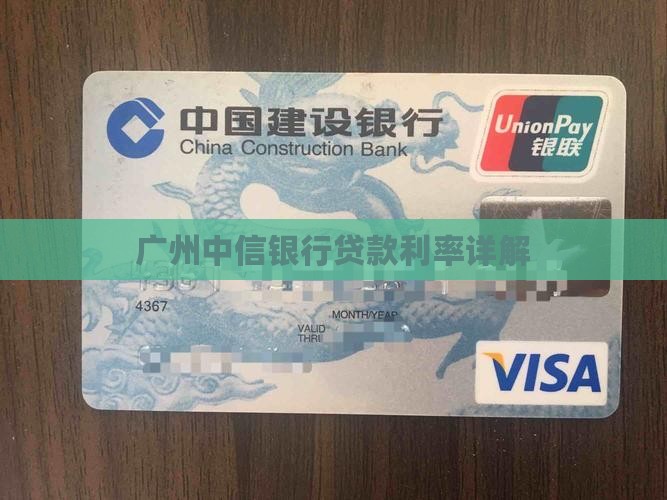 中国建设银行
China Construction Bank
UnionPay
银联
广州中信银行贷款利率详解
4367
MONTH/YEAR
VALID
THRU
VISA